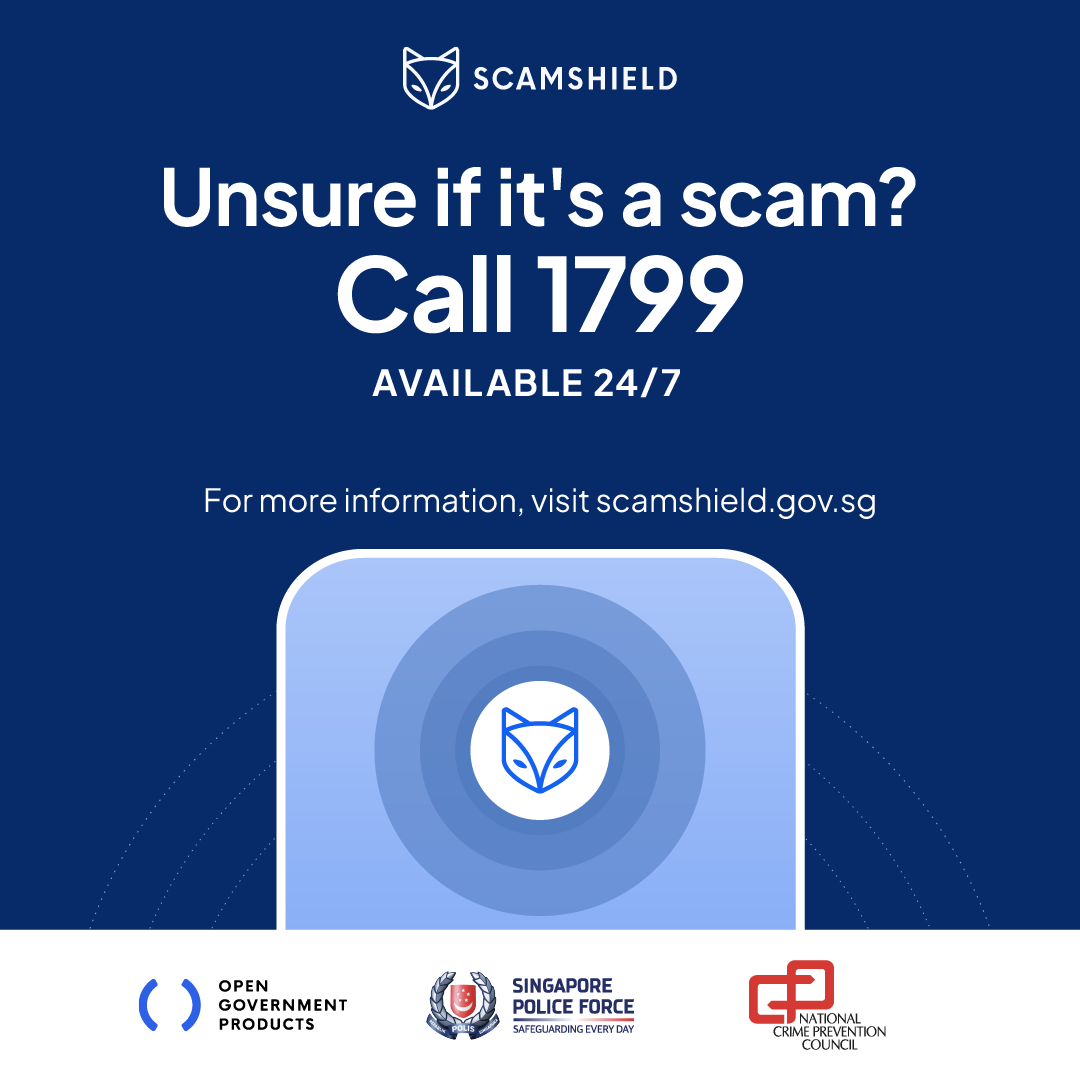 SCAMSHIELD
Unsure if it's a scam?
Call 1799
AVAILABLE 24/7
For more information, visit scamshield.gov.sg
OPEN
GOVERNMENT
PRODUCTS
POLIS
SINGAPORE
POLICE FORCE
SAFEGUARDING EVERY DAY
NATIONAL
CRIME PREVENTION
COUNCIL